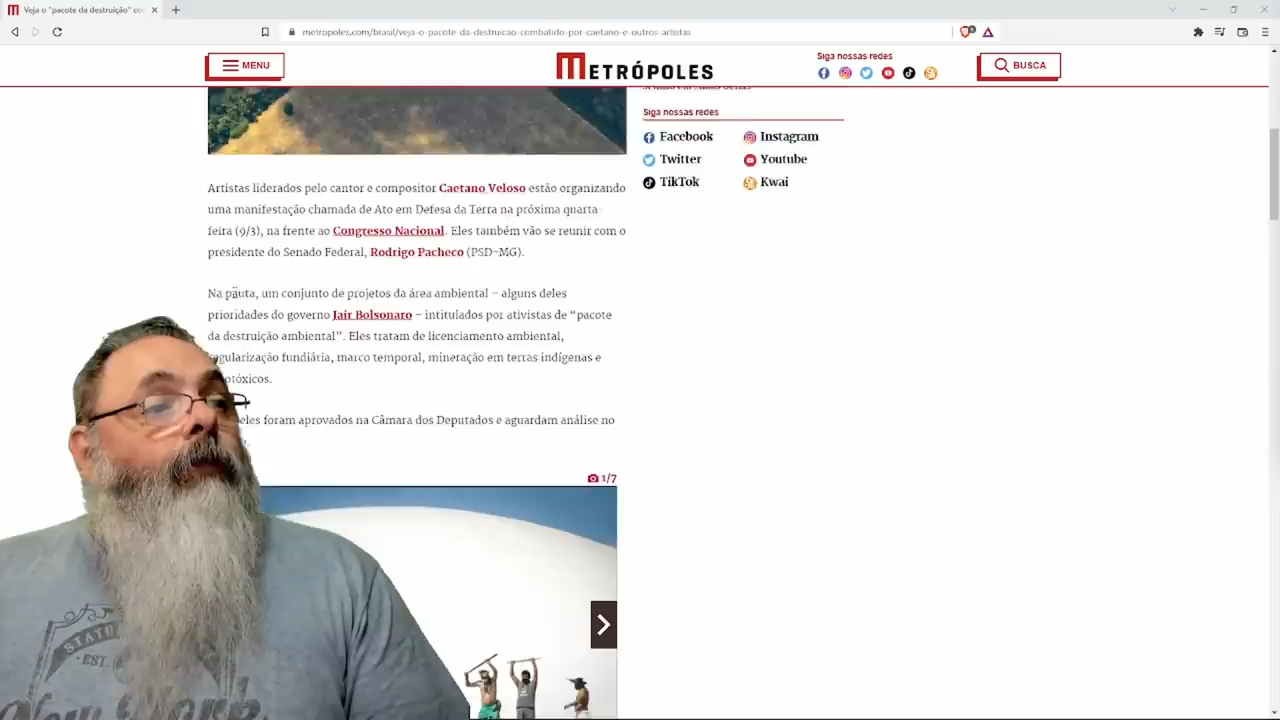 Veja o "pacote da destruição" co
metropoles.com/brasil/veja-o-pacote-da-destruicao-combatido-por-caetano-e-outros-artistas
MENU
METRÓPOLES
Siga nossas redes
BUSCA
Siga nossas redes
Facebook
Instagram
Twitter
Youtube
TikTok
Kwai
Artistas liderados pelo cantor e compositor Caetano Veloso estão organizando
uma manifestação chamada de Ato em Defesa da Terra na próxima quarta-
feira (9/3), na frente ao Congresso Nacional. Eles também vão se reunir com o
presidente do Senado Federal, Rodrigo Pacheco (PSD-MG).
Na pauta, um conjunto de projetos da área ambiental – alguns deles
prioridades do governo Jair Bolsonaro – intitulados por ativistas de “pacote
da destruição ambiental”. Eles tratam de licenciamento ambiental,
regularização fundiária, marco temporal, mineração em terras indígenas e
otóxicos.
eles foram aprovados na Câmara dos Deputados e aguardam análise no
1/7
STATU
EST.